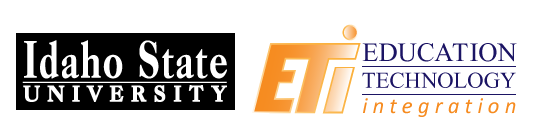 Idaho State
UNIVERSITY
ETi
EDUCATION
TECHNOLOGY
integration